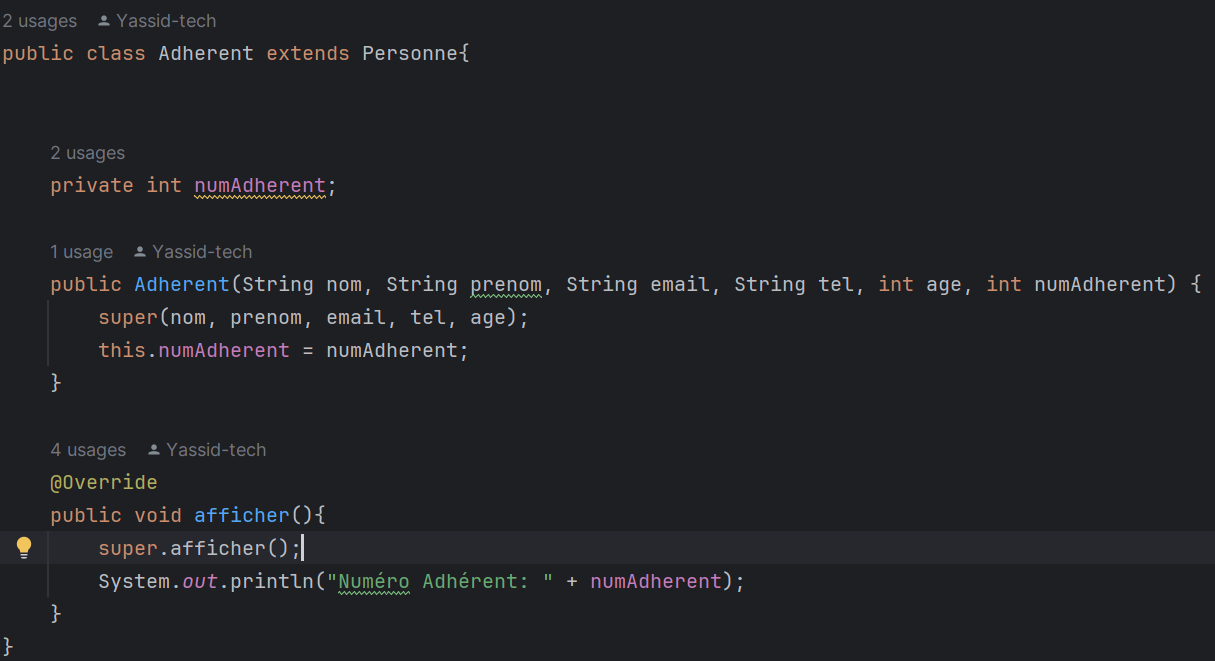 2 usages Yassid-tech
public class Adherent extends Personne{
2 usages
private int numAdherent;
1 usage Yassid-tech
public Adherent(String nom, String prenom, String email, String tel, int age, int numAdherent) {
super(nom, prenom, email, tel, age);
this.numAdherent = numAdherent;
}
4 usages Yassid-tech
@Override
public void afficher(){
super.afficher();
System.out.println("Numéro Adhérent: " + numAdherent);
}
}